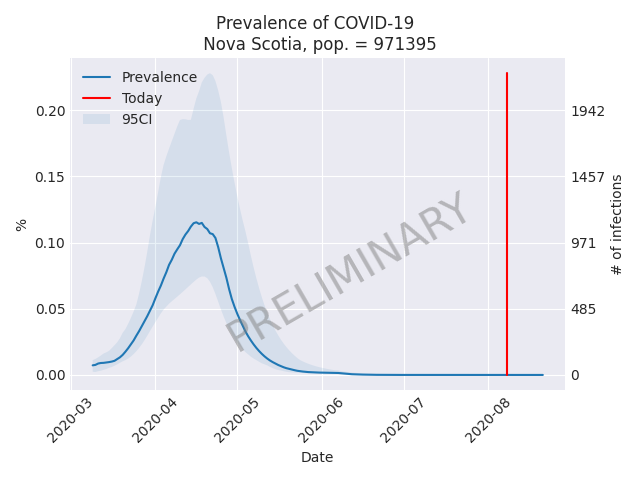 Prevalence of COVID-19
Nova Scotia, pop. = 971395
Prevalence
Today
95CI
0.20
0.15
0.10
0.05
0.00
%
1942
1457
971
485
0
# of infections
PRELIMINARY
2020-03
2020-04
2020-05
2020-06
2020-07
2020-08
Date